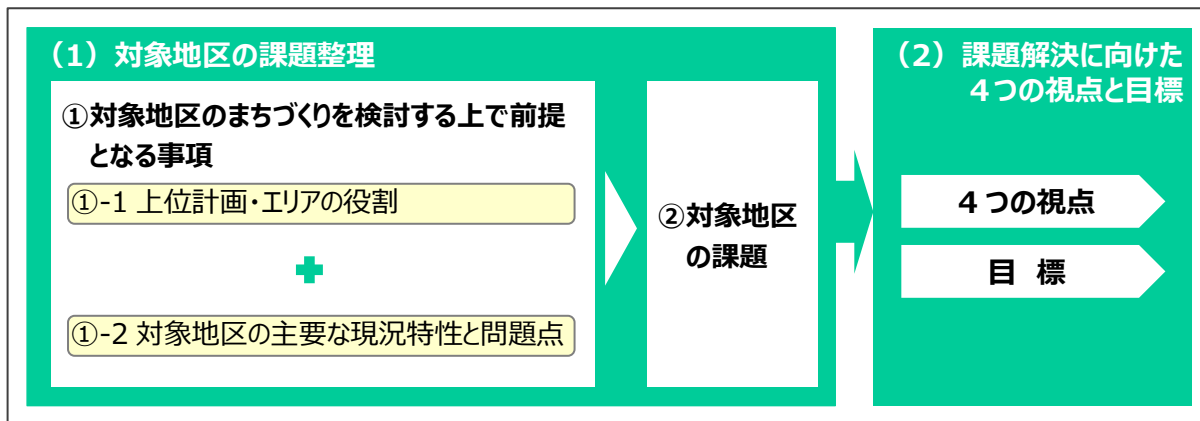 （1）対象地区の課題整理
①対象地区のまちづくりを検討する上で前提
となる事項
①-1 上位計画・エリアの役割
①-2 対象地区の主要な現況特性と問題点
②対象地区
の課題
（2）課題解決に向けた
４つの視点と目標
４つの視点
目 標